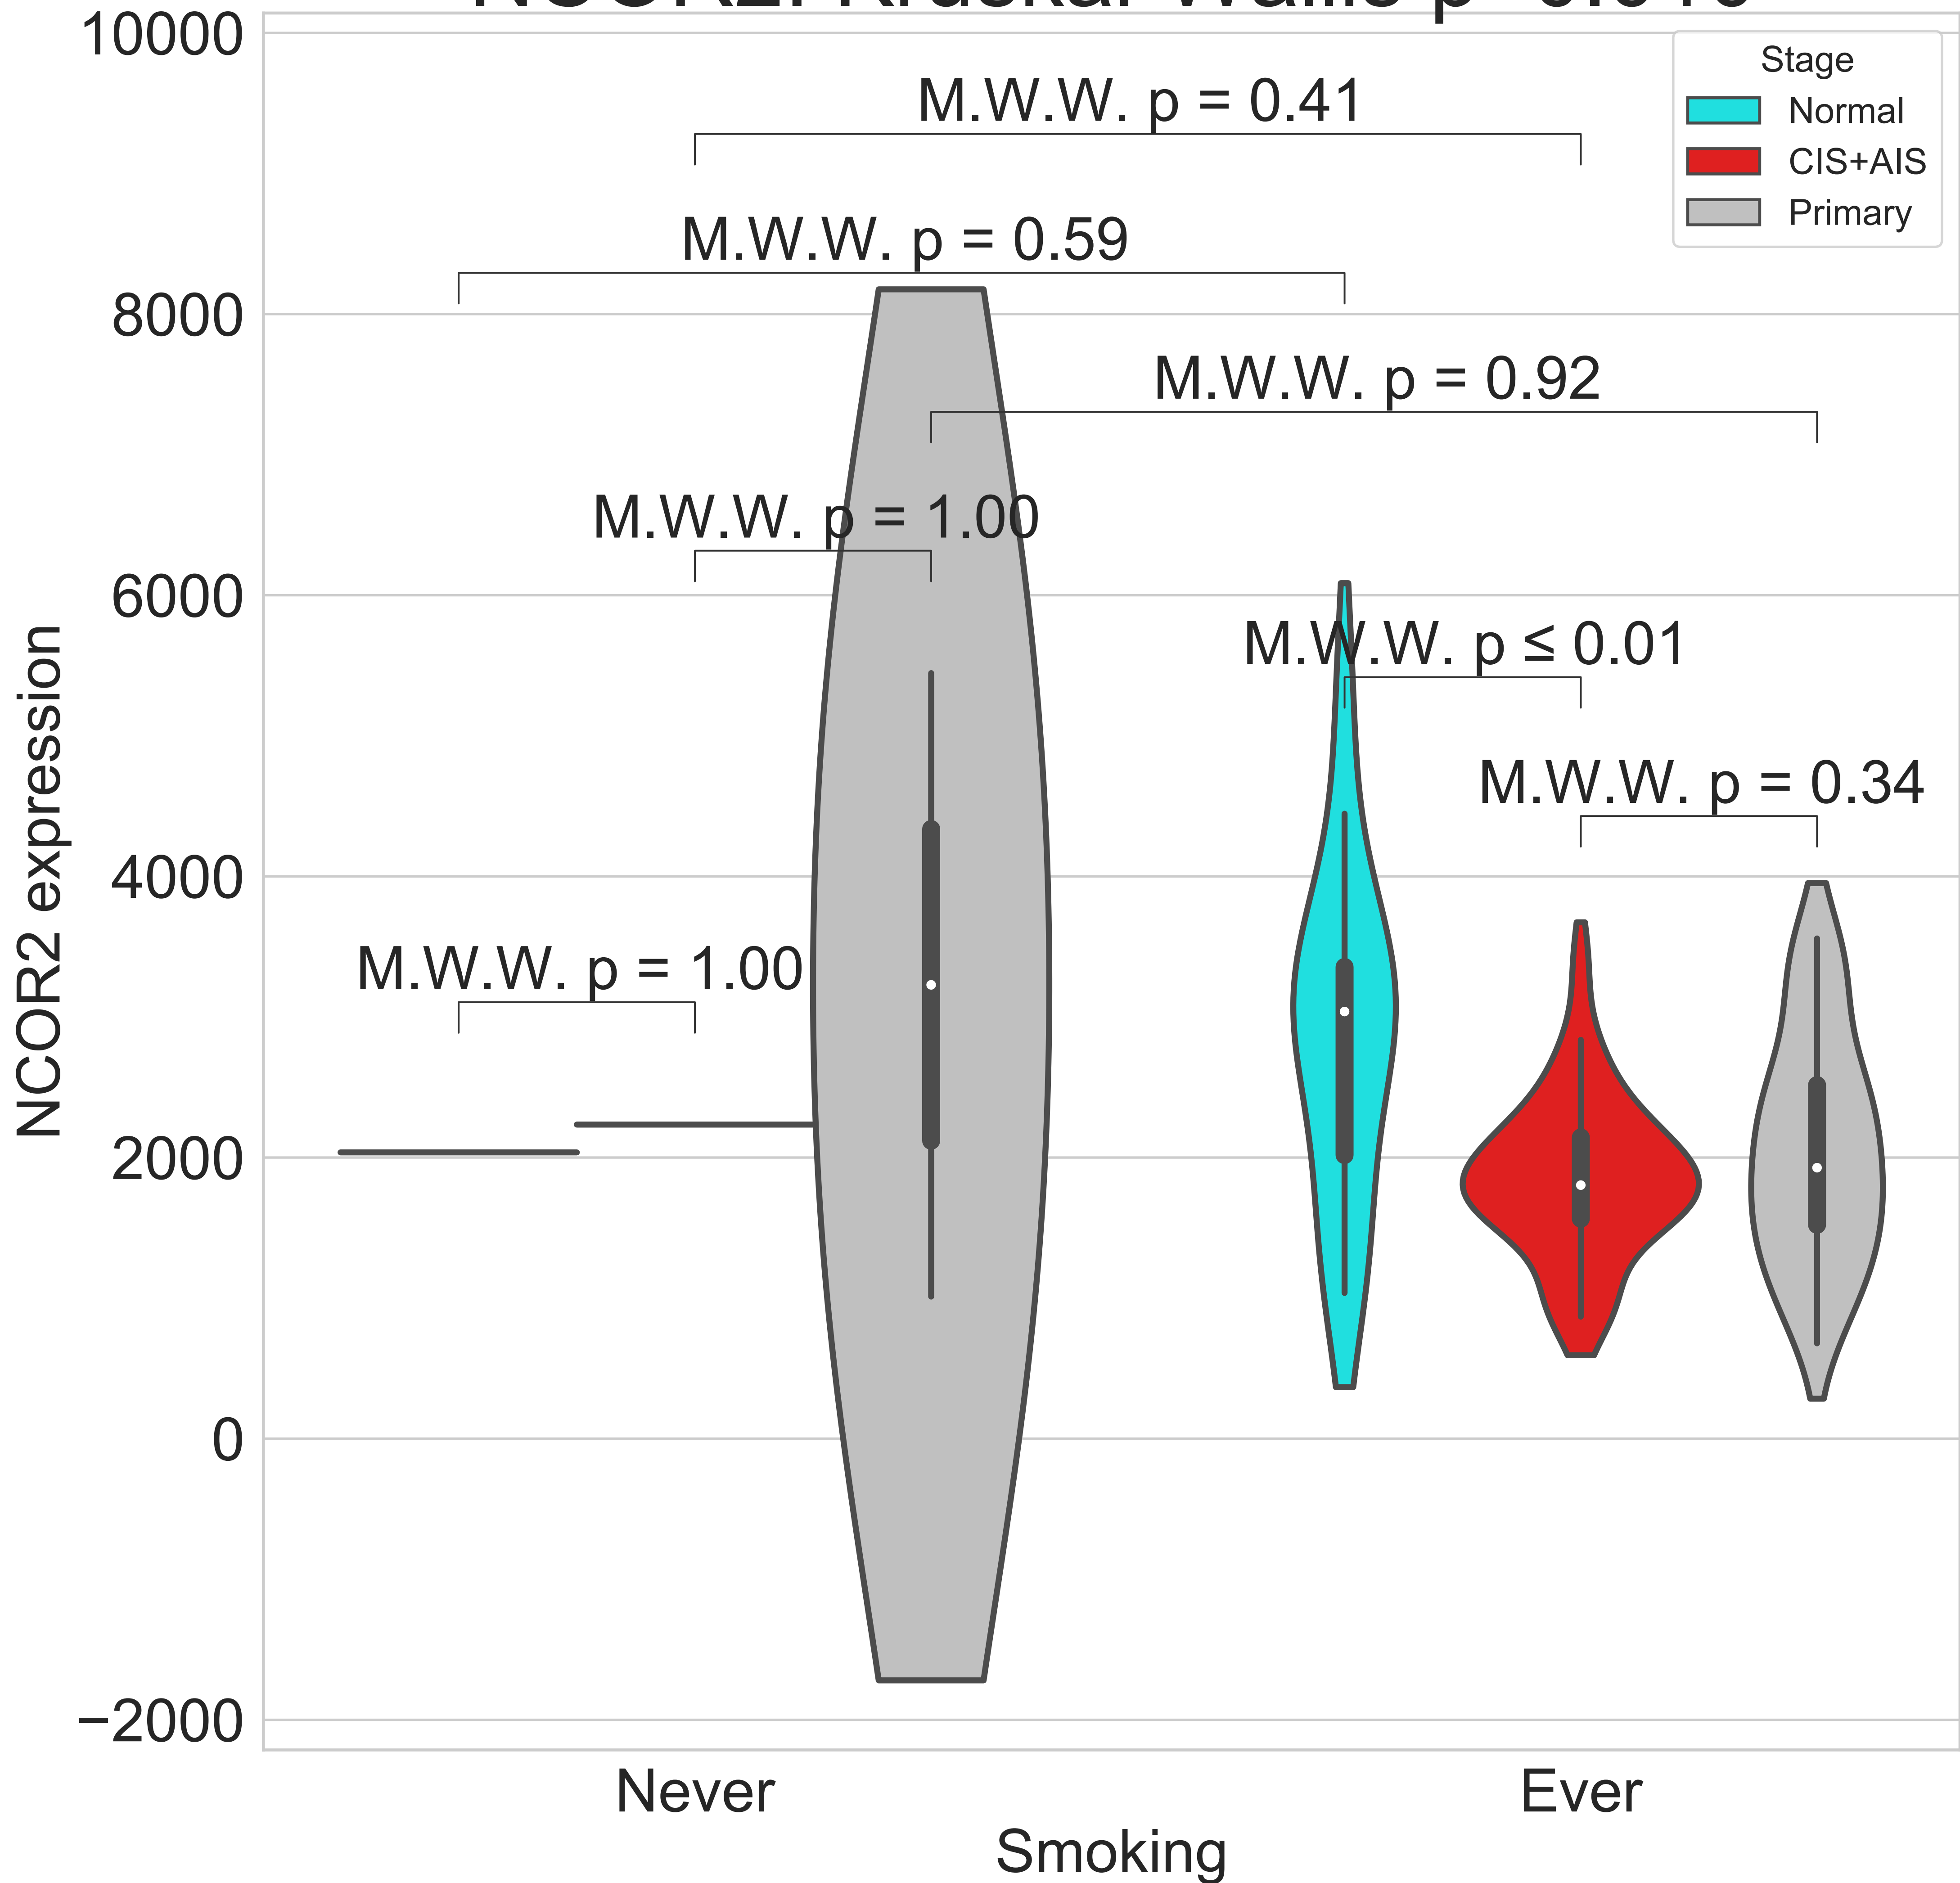 10000
8000
6000
4000
2000
0
−2000
NCOR2 expression
M.W.W. p = 0.41
M.W.W. p = 0.59
M.W.W. p = 0.92
M.W.W. p = 1.00
M.W.W. p ≤ 0.01
M.W.W. p = 0.34
M.W.W. p = 1.00
Stage
Normal
CIS+AIS
Primary
Never
Ever
Smoking